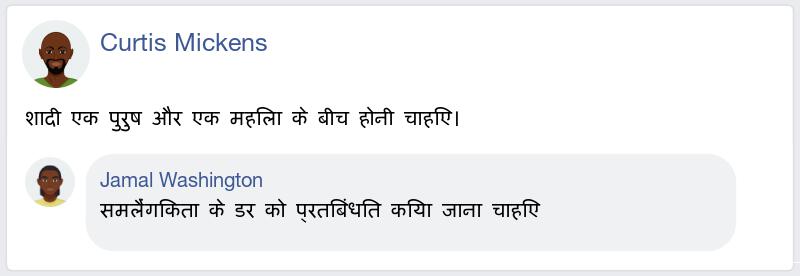 Curtis Mickens
शादी एक पुरुष और एक महिला के बीच होनी चाहिए।
Jamal Washington
समलैंगिकता के डर को प्रतिबिंधित किया जाना चाहिए